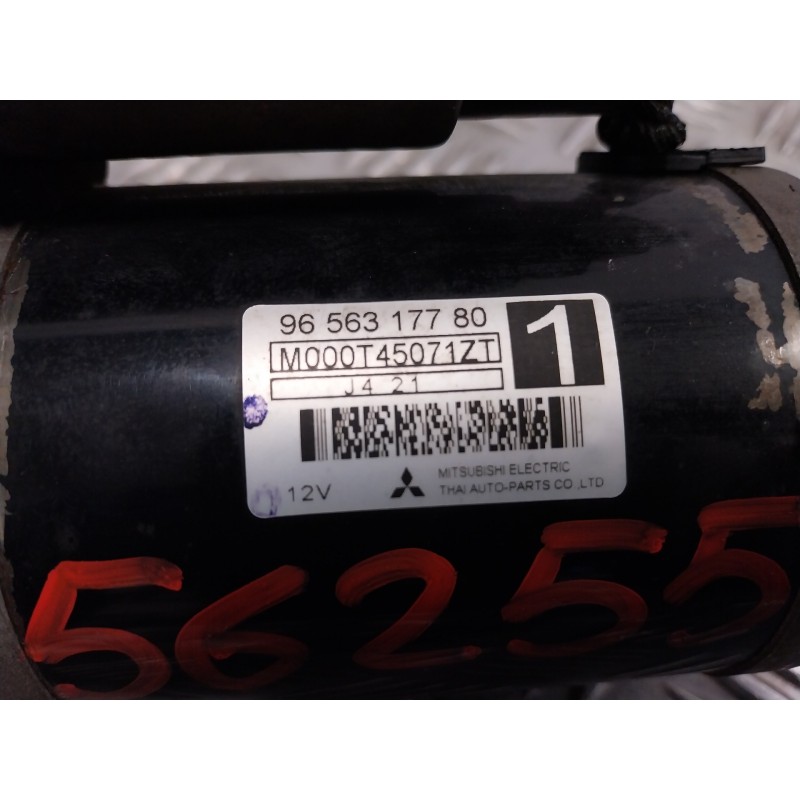 96 563 177 80
1
M000T45071ZT
J4 21
12V
MITSUBISHI ELECTRIC
THAI AUTO-PARTS CO.,LTD
56255